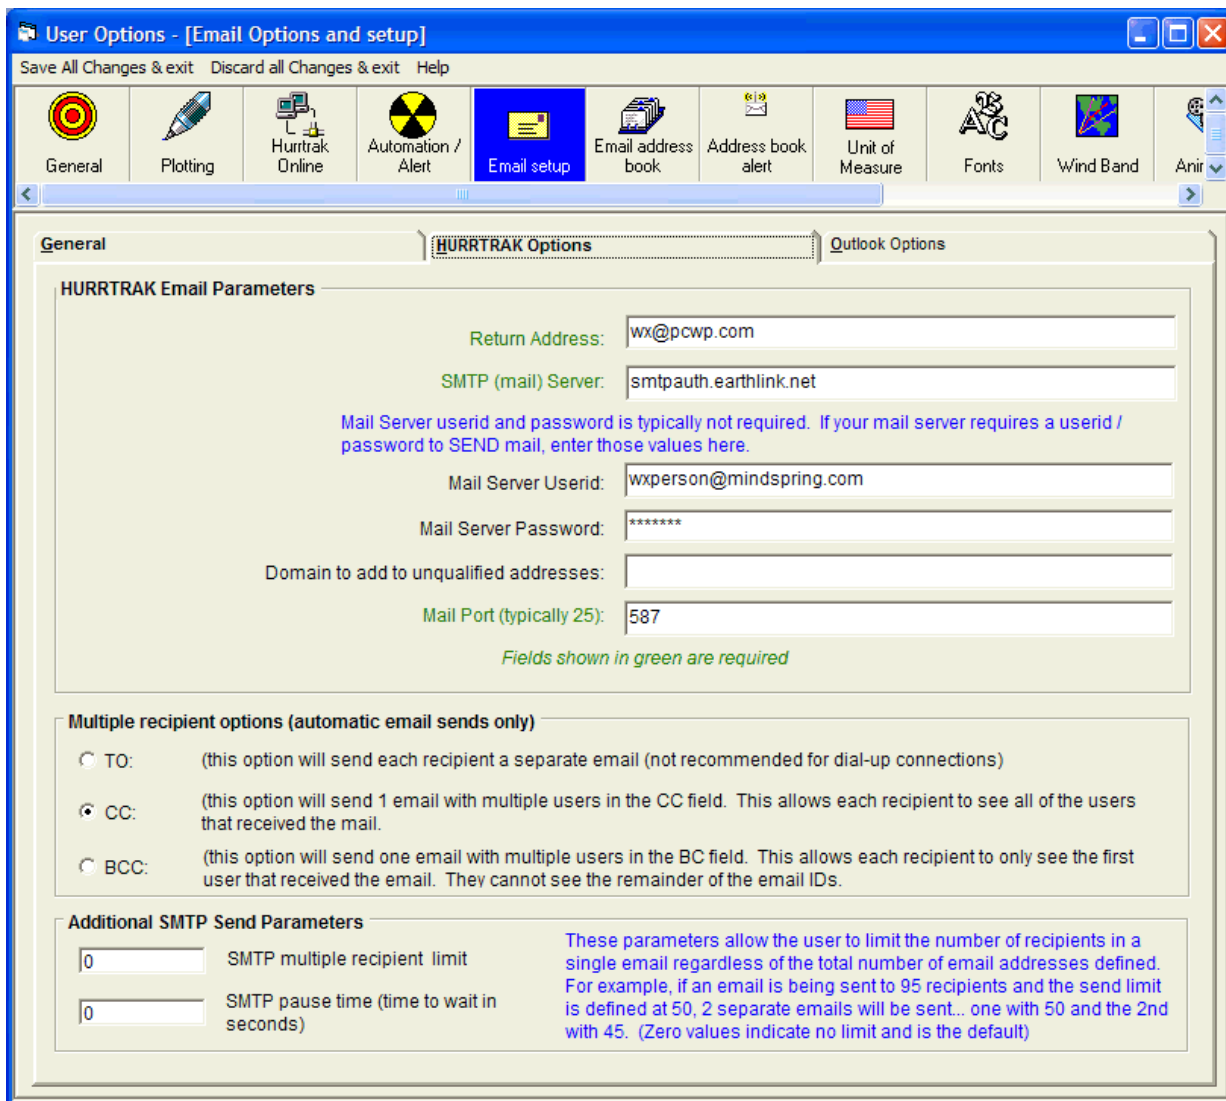 User Options - [Email Options and setup]
Save All Changes & exit Discard all Changes & exit Help
General
Plotting
Hurrtrak
Online
Automation /
Alert
Email setup
Email address
book
Address book
alert
Unit of
Measure
Fonts
Wind Band
Anir
General
HURRTRAK Options
Outlook Options
HURRTRAK Email Parameters
Return Address: wx@pcwp.com
SMTP (mail) Server: smtpauth.earthlink.net
Mail Server userid and password is typically not required. If your mail server requires a userid /
password to SEND mail, enter those values here.
Mail Server Userid: wxperson@mindspring.com
Mail Server Password: *******
Domain to add to unqualified addresses:
Mail Port (typically 25): 587
Fields shown in green are required
Multiple recipient options (automatic email sends only)
TO: (this option will send each recipient a separate email (not recommended for dial-up connections)
CC: (this option will send 1 email with multiple users in the CC field. This allows each recipient to see all of the users
that received the mail.
BCC: (this option will send one email with multiple users in the BC field. This allows each recipient to only see the first
user that received the email. They cannot see the remainder of the email IDs.
Additional SMTP Send Parameters
0 SMTP multiple recipient limit
0 SMTP pause time (time to wait in
seconds)
These parameters allow the user to limit the number of recipients in a
single email regardless of the total number of email addresses defined.
For example, if an email is being sent to 95 recipients and the send limit
is defined at 50, 2 separate emails will be sent... one with 50 and the 2nd
with 45. (Zero values indicate no limit and is the default)